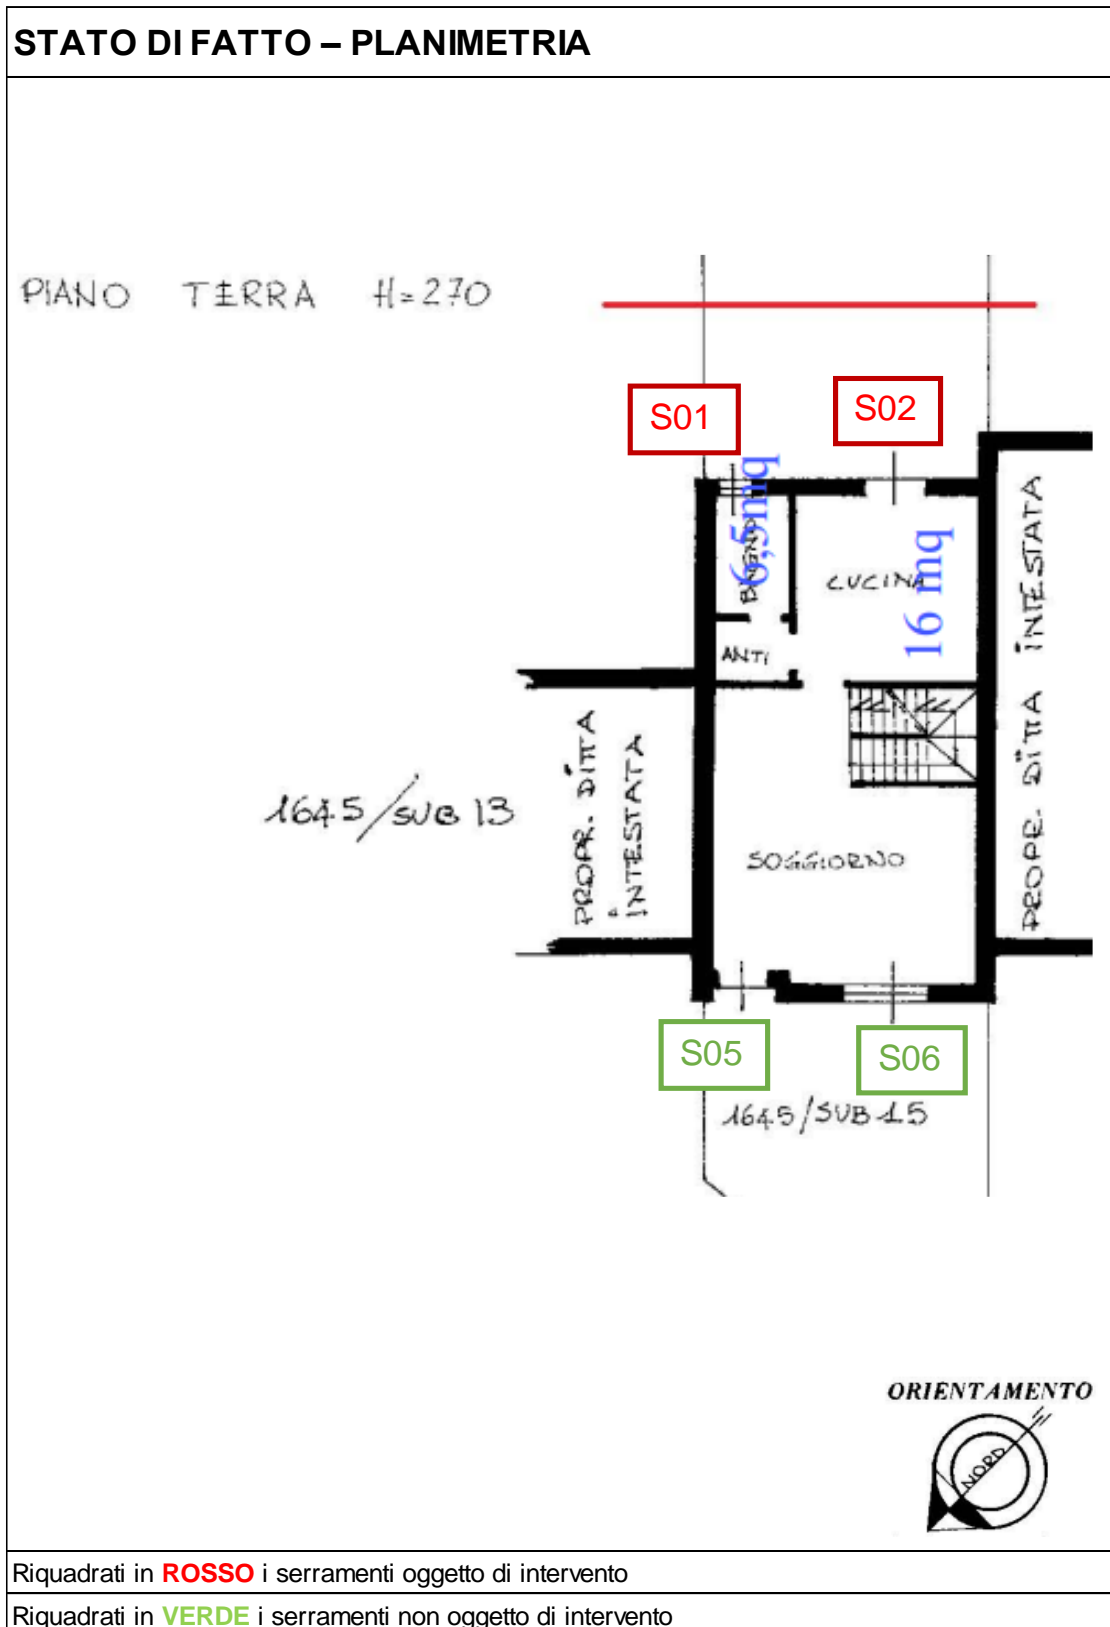 STATO DI FATTO – PLANIMETRIA
PIANO TERRA H=270
S01
S02
6,5 mq
BAGNO
CUCINA
16 mq
ANTI
PROPR. DITTA
INTESTATA
PROPR. DITTA INTESTATA
1645/SUB 13
SOGGIORNO
S05
S06
1645/SUB 15
ORIENTAMENTO
NORD
Riquadrati in ROSSO i serramenti oggetto di intervento
Riquadrati in VERDE i serramenti non oggetto di intervento